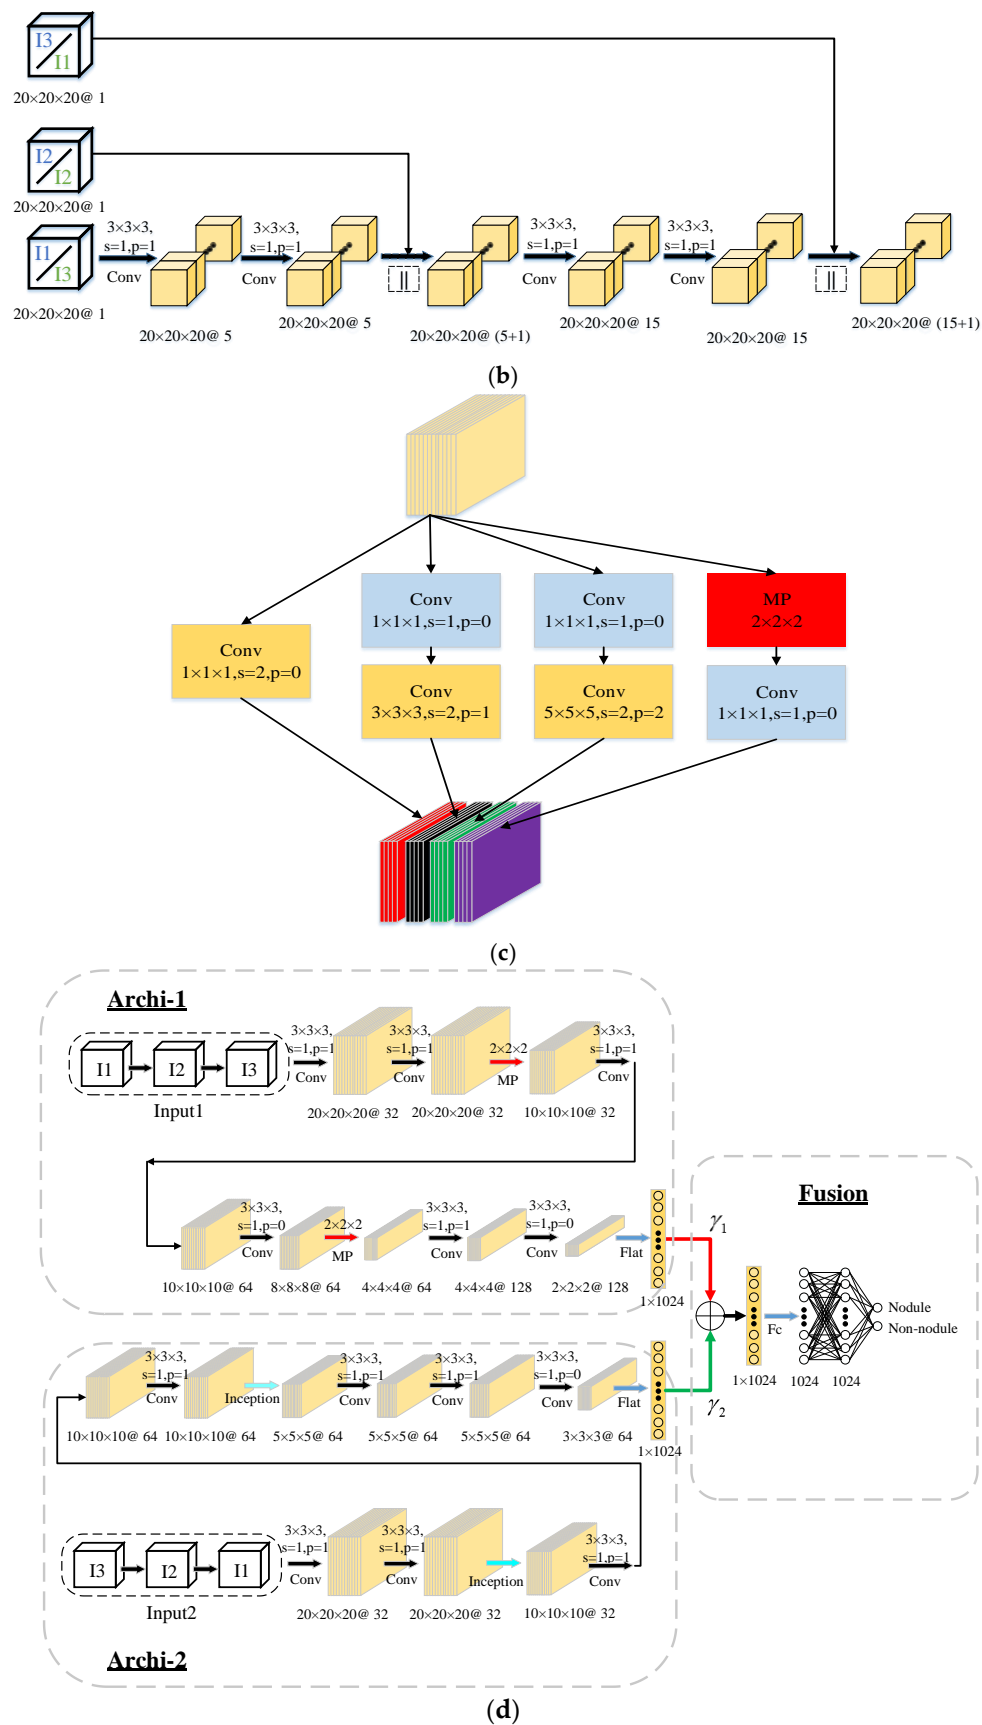 I3
I1
20×20×20@ 1
I2
I2
20×20×20@ 1
I1
I3
20×20×20@ 1
3×3×3,
s=1,p=1
Conv
20×20×20@ 5
3×3×3,
s=1,p=1
Conv
20×20×20@ 5
||
20×20×20@ (5+1)
3×3×3,
s=1,p=1
Conv
20×20×20@ 15
3×3×3,
s=1,p=1
Conv
20×20×20@ 15
||
20×20×20@ (15+1)
(b)
Conv
1×1×1,s=2,p=0
Conv
1×1×1,s=1,p=0
Conv
3×3×3,s=2,p=1
Conv
1×1×1,s=1,p=0
Conv
5×5×5,s=2,p=2
MP
2×2×2
Conv
1×1×1,s=1,p=0
(c)
Archi-1
I1
I2
I3
Input1
3×3×3,
s=1,p=1
Conv
20×20×20@ 32
3×3×3,
s=1,p=1
Conv
20×20×20@ 32
2×2×2
MP
10×10×10@ 32
3×3×3,
s=1,p=1
Conv
10×10×10@ 64
3×3×3,
s=1,p=0
Conv
8×8×8@ 64
2×2×2
MP
4×4×4@ 64
3×3×3,
s=1,p=1
Conv
4×4×4@ 128
3×3×3,
s=1,p=0
Conv
2×2×2@ 128
Flat
1×1024
Fusion
γ1
γ2
1×1024
Fc
1024
1024
Nodule
Non-nodule
10×10×10@ 64
3×3×3,
s=1,p=1
Conv
10×10×10@ 64
Inception
5×5×5@ 64
3×3×3,
s=1,p=1
Conv
5×5×5@ 64
3×3×3,
s=1,p=1
Conv
5×5×5@ 64
3×3×3,
s=1,p=0
Conv
3×3×3@ 64
Flat
1×1024
I3
I2
I1
Input2
3×3×3,
s=1,p=1
Conv
20×20×20@ 32
3×3×3,
s=1,p=1
Conv
20×20×20@ 32
Inception
10×10×10@ 32
3×3×3,
s=1,p=1
Conv
Archi-2
(d)